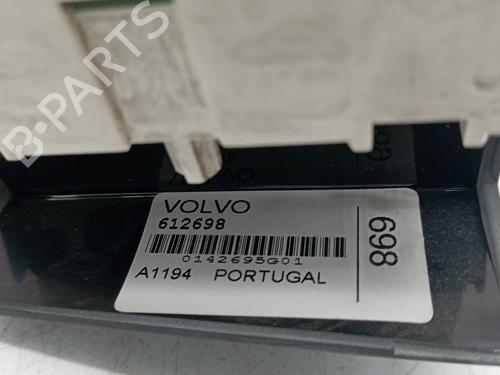 B-PARTS
VOLVO
612698
0142695G01
A1194 PORTUGAL
698